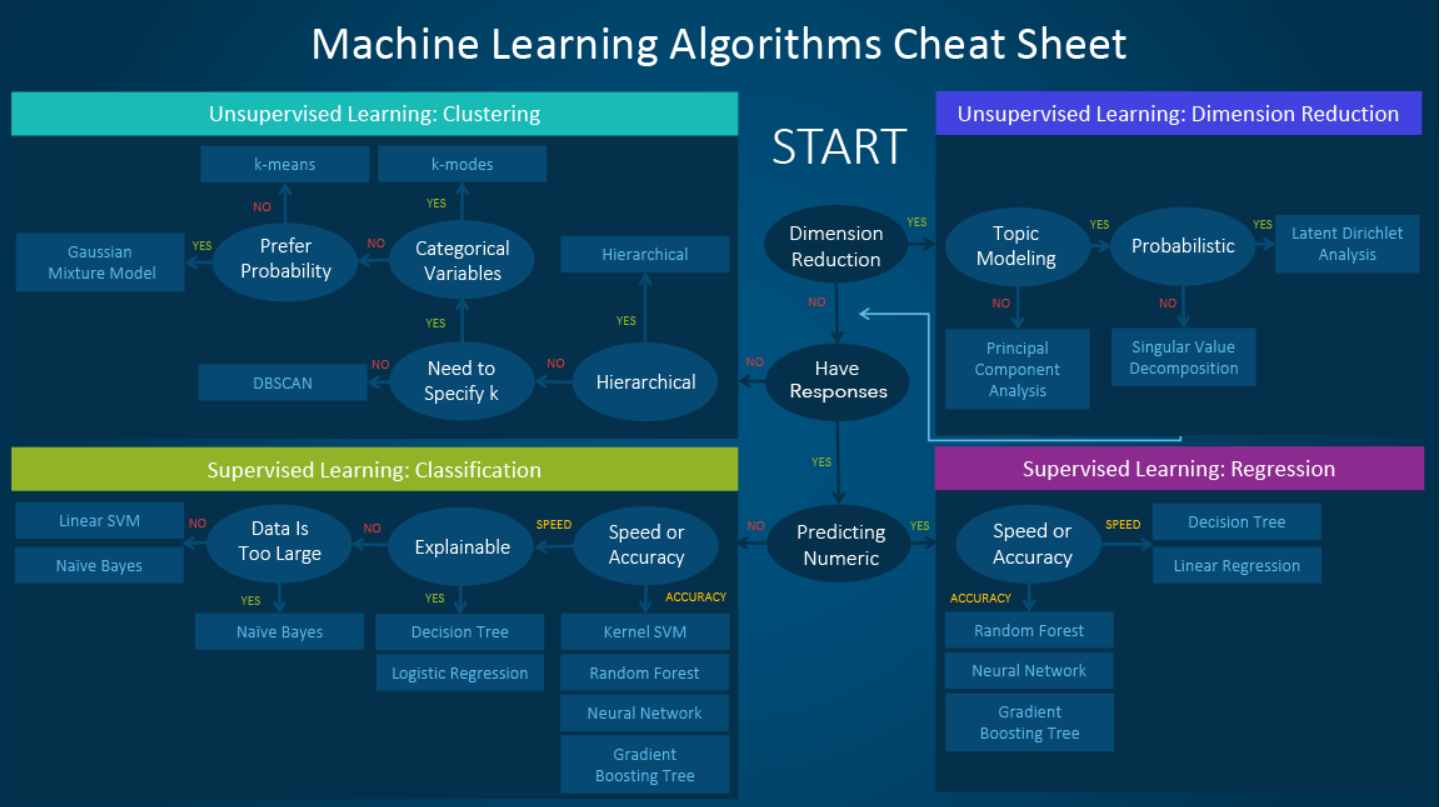 Machine Learning Algorithms Cheat Sheet
Unsupervised Learning: Clustering
k-means
k-modes
NO
YES
Gaussian
Mixture Model
YES
Prefer
Probability
NO
Categorical
Variables
Hierarchical
YES
YES
DBSCAN
NO
Need to
Specify k
NO
Hierarchical
START
Dimension
Reduction
YES
NO
NO
Have
Responses
YES
NO
Predicting
Numeric
YES
Unsupervised Learning: Dimension Reduction
Topic
Modeling
YES
Probabilistic
YES
Latent Dirichlet
Analysis
NO
NO
Principal
Component
Analysis
Singular Value
Decomposition
Supervised Learning: Classification
Linear SVM
Naïve Bayes
NO
Data Is
Too Large
NO
Explainable
SPEED
Speed or
Accuracy
YES
YES
ACCURACY
Naïve Bayes
Decision Tree
Logistic Regression
Kernel SVM
Random Forest
Neural Network
Gradient
Boosting Tree
Supervised Learning: Regression
Speed or
Accuracy
SPEED
Decision Tree
Linear Regression
ACCURACY
Random Forest
Neural Network
Gradient
Boosting Tree